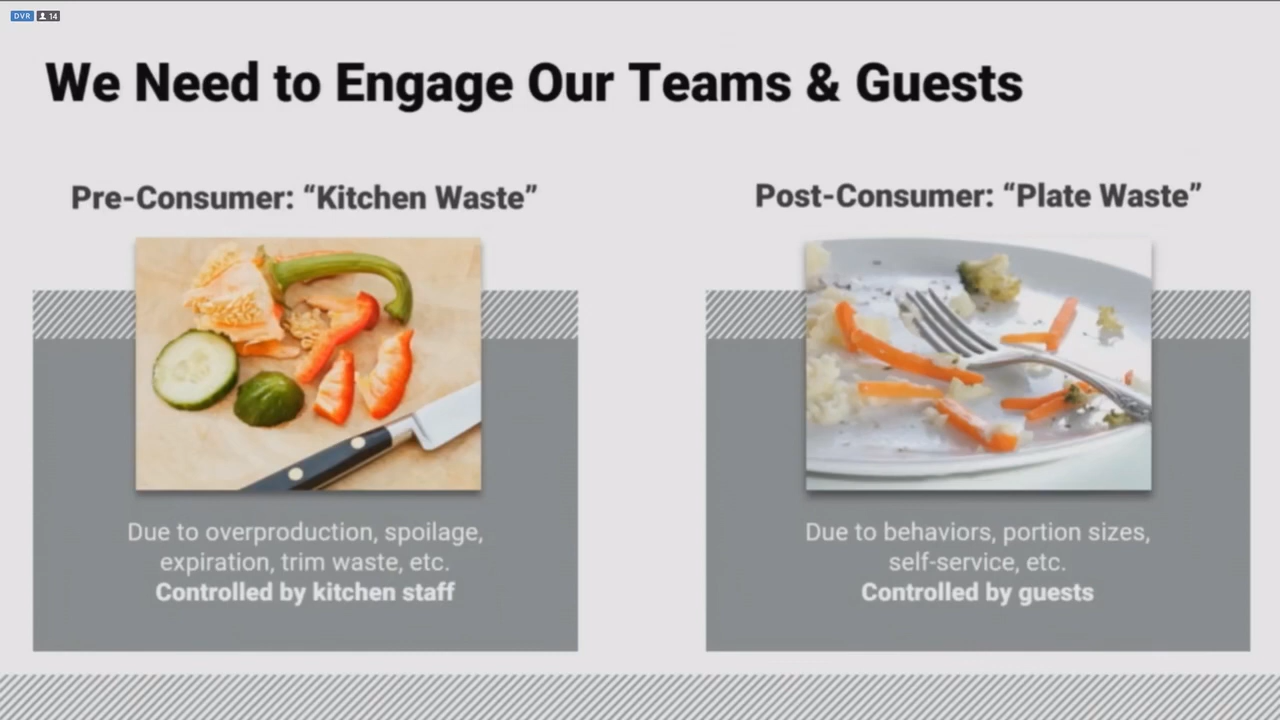 DVR 14
We Need to Engage Our Teams & Guests
Pre-Consumer: “Kitchen Waste”
Due to overproduction, spoilage,
expiration, trim waste, etc.
Controlled by kitchen staff
Post-Consumer: “Plate Waste”
Due to behaviors, portion sizes,
self-service, etc.
Controlled by guests